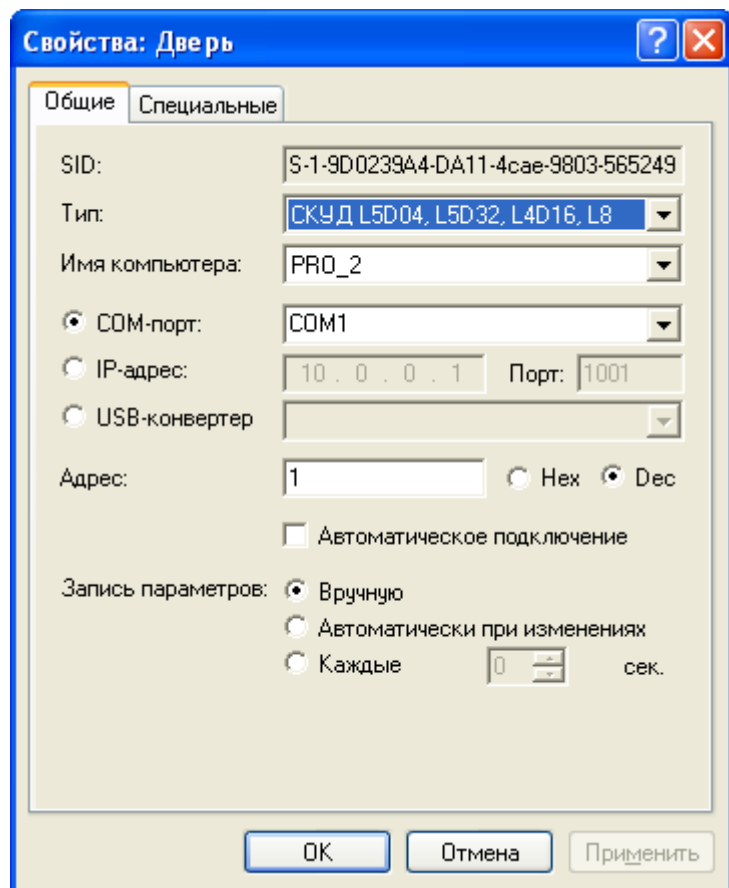 Свойства: Дверь
Общие Специальные
SID: S-1-9D0239A4-DA11-4cae-9803-565249
Тип: СКУД L5D04, L5D32, L4D16, L8
Имя компьютера: PRO_2
COM-порт: COM1
IP-адрес: 10 . 0 . 0 . 1 Порт: 1001
USB-конвертер
Адрес: 1 Hex Dec
Автоматическое подключение
Запись параметров: Вручную
Автоматически при изменениях
Каждые 0 сек.
OK Отмена Применить